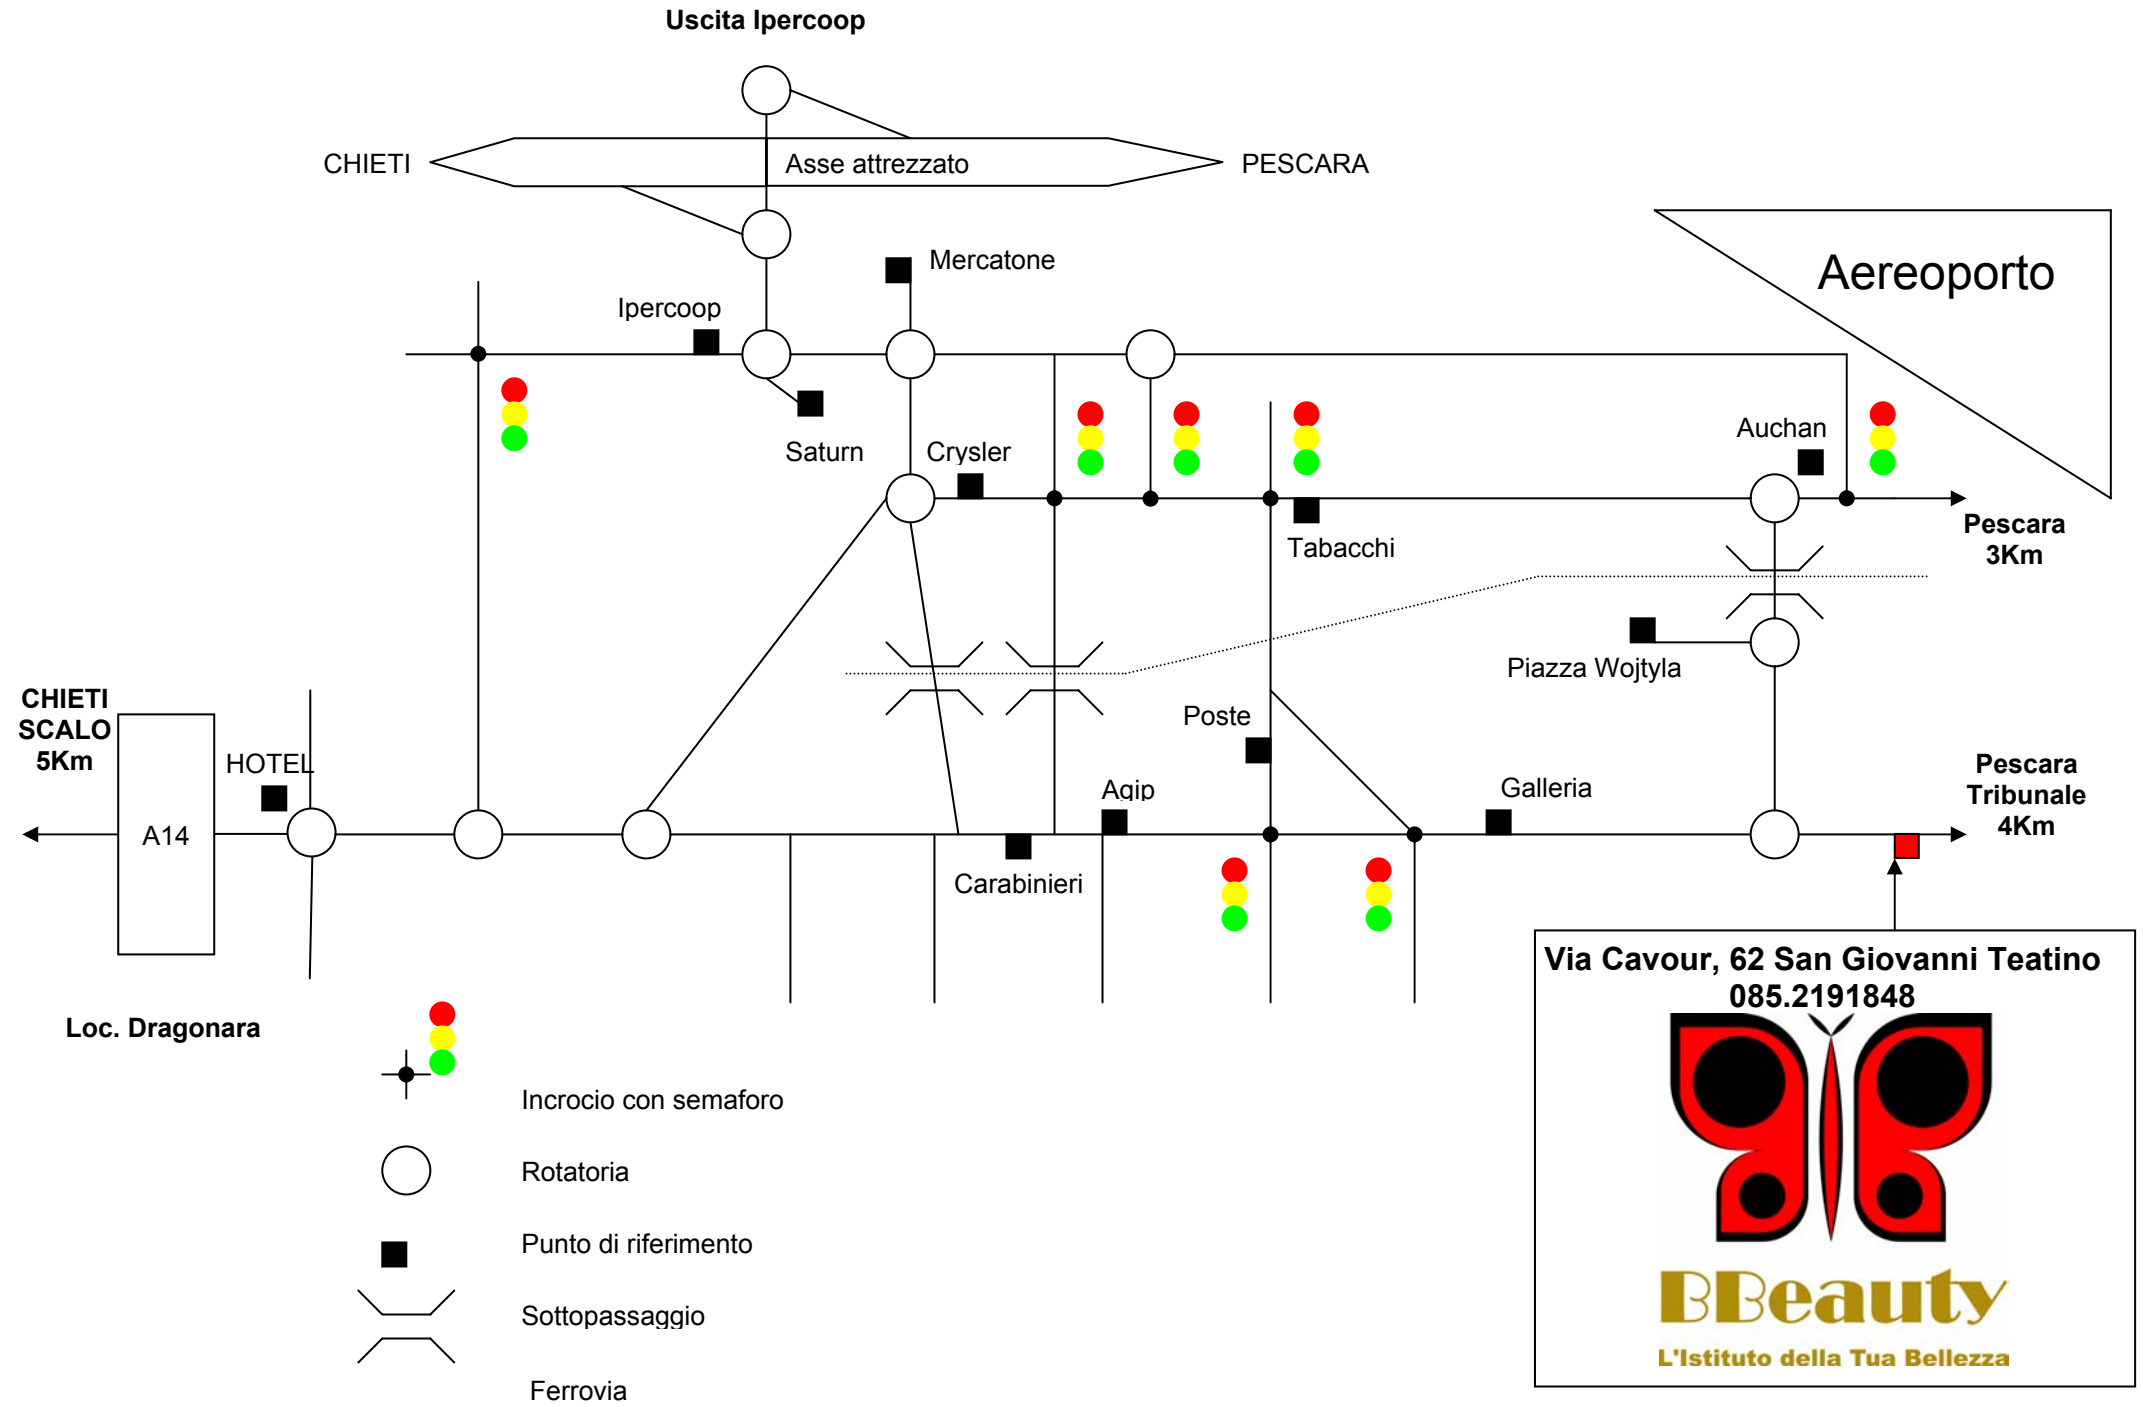 Uscita Ipercoop
CHIETI
Asse attrezzato
PESCARA
Mercatone
Aereoporto
Ipercoop
Saturn
Crysler
Auchan
Tabacchi
Pescara
3Km
Piazza Wojtyla
CHIETI
SCALO
5Km
HOTEL
A14
Poste
Agip
Galleria
Pescara
Tribunale
4Km
Carabinieri
Via Cavour, 62 San Giovanni Teatino
085.2191848
Loc. Dragonara
Incrocio con semaforo
Rotatoria
Punto di riferimento
Sottopassaggio
Ferrovia
BBeauty
L'Istituto della Tua Bellezza